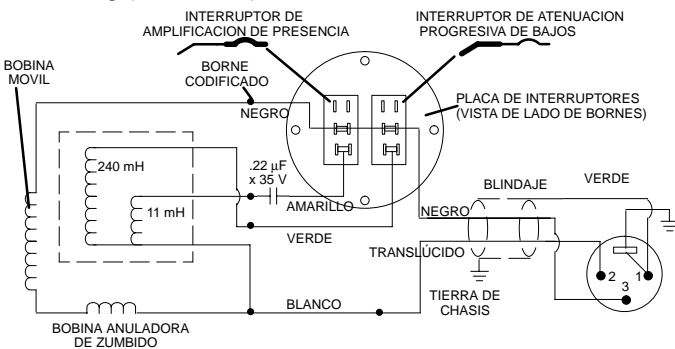 INTERRUPTOR DE
AMPLIFICACION DE PRESENCIA
INTERRUPTOR DE ATENUACION
PROGRESIVA DE BAJOS
BOBINA
MOVIL
BORNE
CODIFICADO
NEGRO
PLACA DE INTERRUPTORES
(VISTA DE LADO DE BORNES)
240 mH
11 mH
.22 µF
x 35 V
AMARILLO
VERDE
BLINDAJE
VERDE
NEGRO
TRANSLÚCIDO
TIERRA DE
CHASIS
2
1
3
BLANCO
BOBINA ANULADORA
DE ZUMBIDO